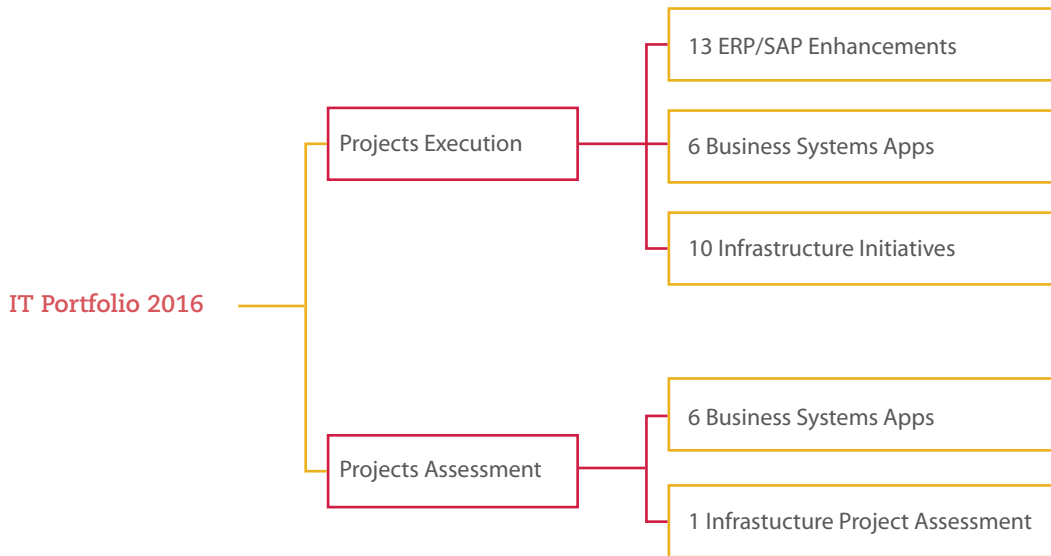 IT Portfolio 2016
Projects Execution
13 ERP/SAP Enhancements
6 Business Systems Apps
10 Infrastructure Initiatives
Projects Assessment
6 Business Systems Apps
1 Infrastucture Project Assessment